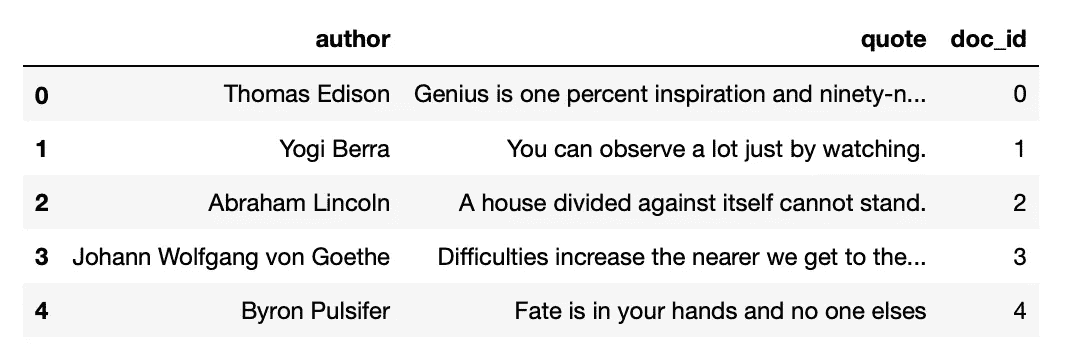 author quote doc_id
0 Thomas Edison Genius is one percent inspiration and ninety-n... 0
1 Yogi Berra You can observe a lot just by watching. 1
2 Abraham Lincoln A house divided against itself cannot stand. 2
3 Johann Wolfgang von Goethe Difficulties increase the nearer we get to the... 3
4 Byron Pulsifer Fate is in your hands and no one elses 4